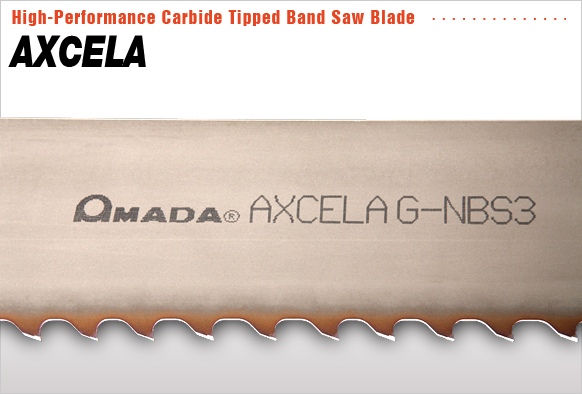 High-Performance Carbide Tipped Band Saw Blade
AXCELA
AMADA® AXCELA G-NBS3